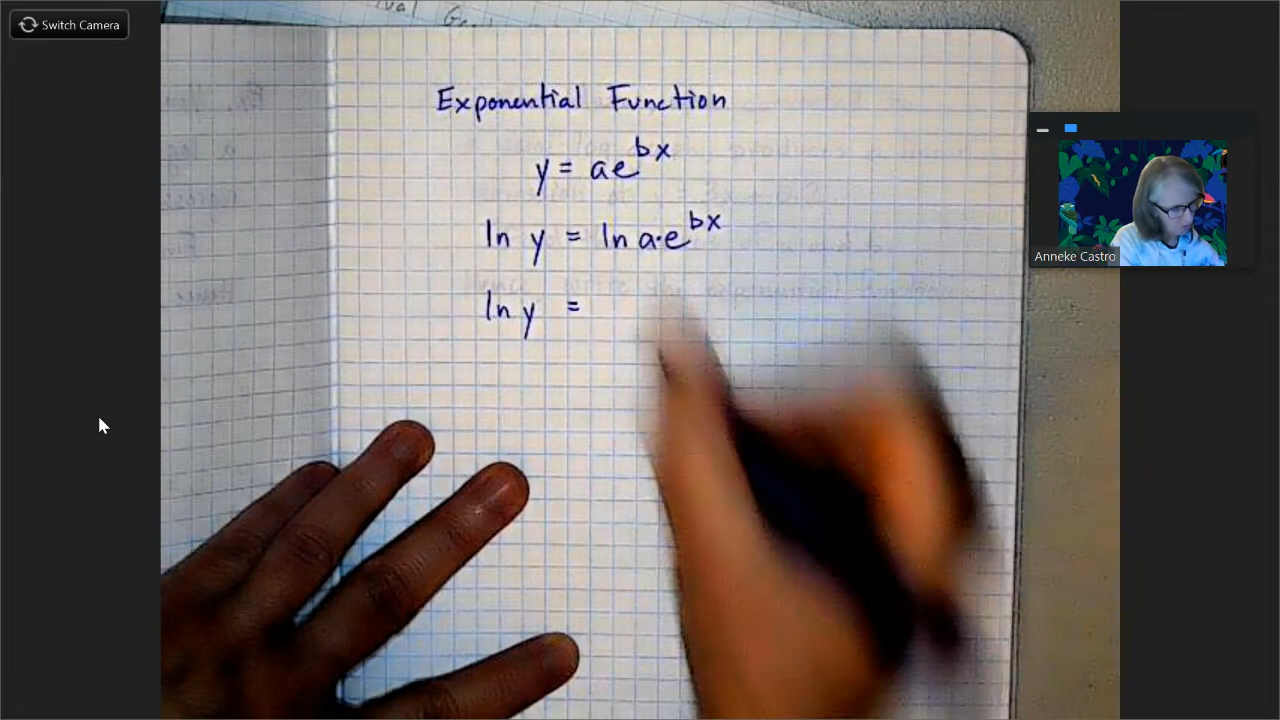 Switch Camera
Exponential Function
y = ae^bx
ln y = ln a·e^bx
ln y =
Anneke Castro